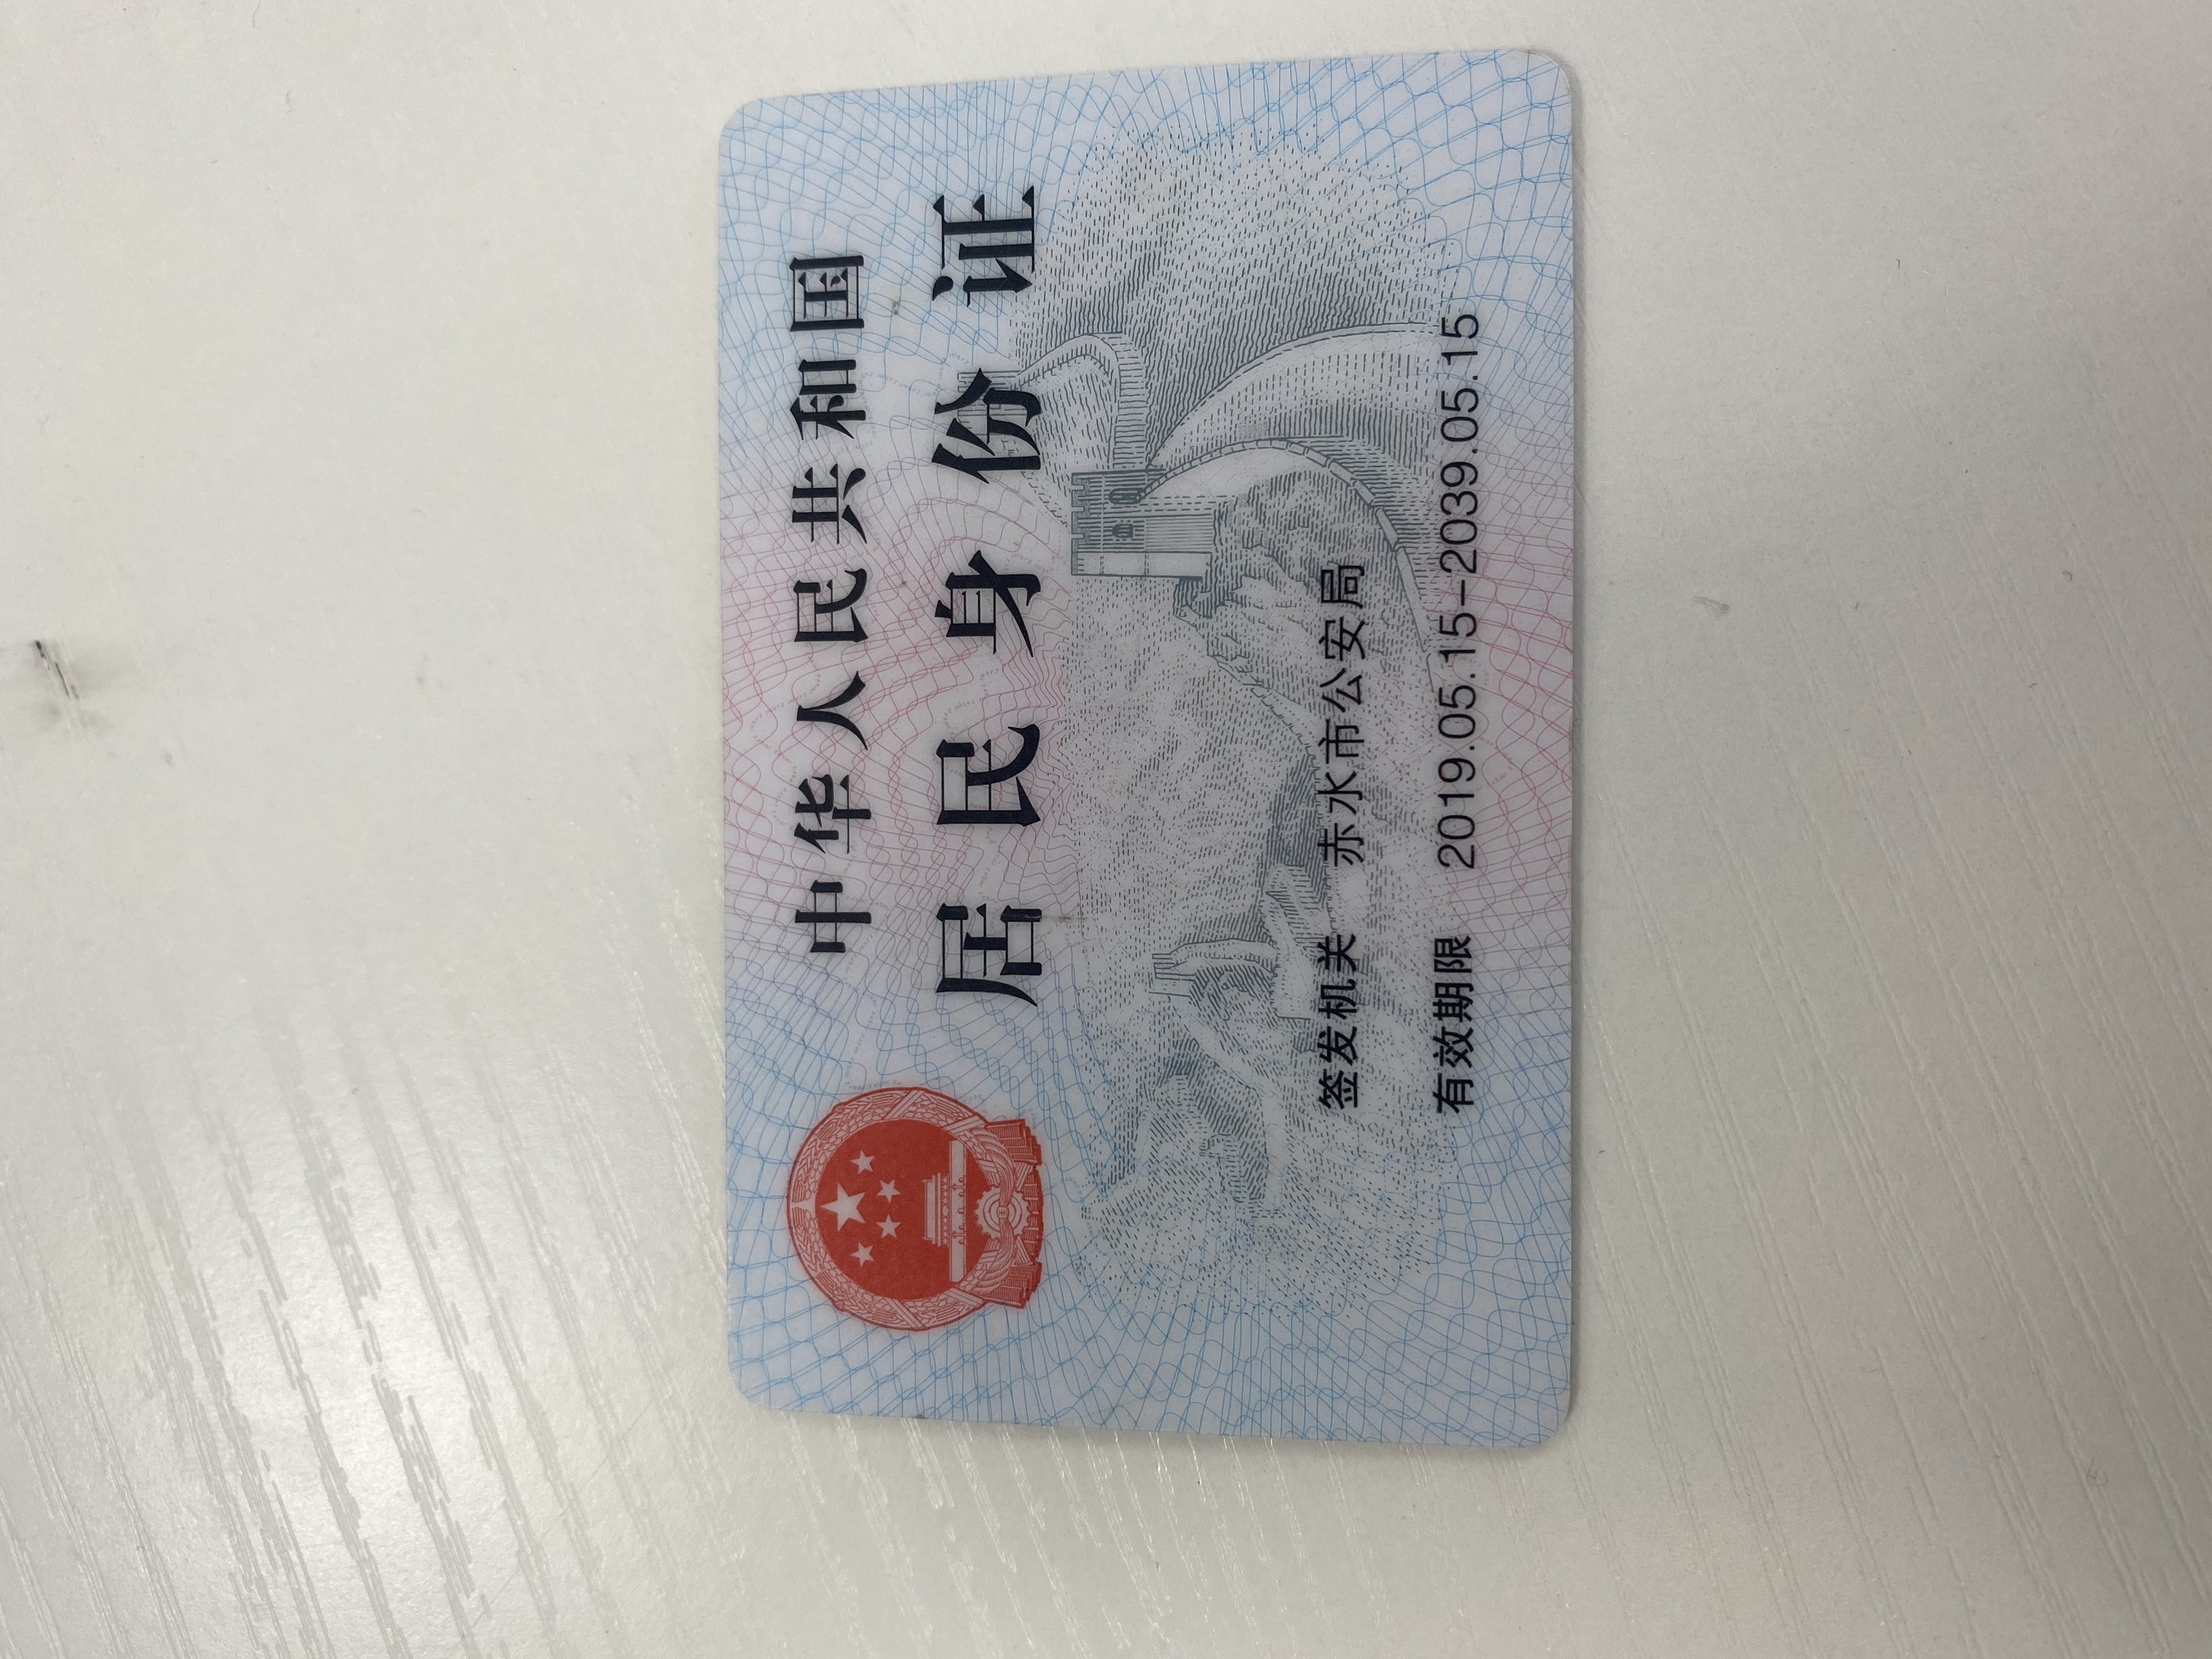 中华人民共和国
居民身份证
签发机关 赤水市公安局
有效期限 2019.05.15-2039.05.15